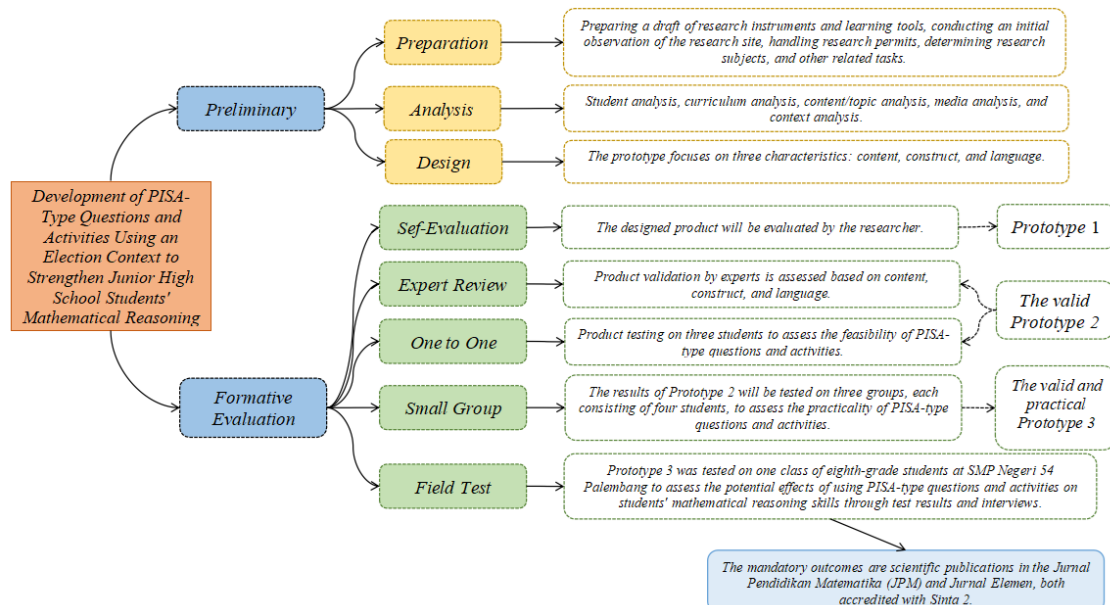 Development of PISA-
Type Questions and
Activities Using an
Election Context to
Strengthen Junior High
School Students'
Mathematical Reasoning
Preliminary
Preparation
Preparing a draft of research instruments and learning tools, conducting an initial
observation of the research site, handling research permits, determining research
subjects, and other related tasks.
Analysis
Student analysis, curriculum analysis, content/topic analysis, media analysis, and
context analysis.
Design
The prototype focuses on three characteristics: content, construct, and language.
Formative
Evaluation
Sef-Evaluation
The designed product will be evaluated by the researcher.
Prototype 1
Expert Review
Product validation by experts is assessed based on content,
construct, and language.
One to One
Product testing on three students to assess the feasibility of PISA-
type questions and activities.
The valid
Prototype 2
Small Group
The results of Prototype 2 will be tested on three groups, each
consisting of four students, to assess the practicality of PISA-type
questions and activities.
The valid and
practical
Prototype 3
Field Test
Prototype 3 was tested on one class of eighth-grade students at SMP Negeri 54
Palembang to assess the potential effects of using PISA-type questions and activities on
students' mathematical reasoning skills through test results and interviews.
The mandatory outcomes are scientific publications in the Jurnal
Pendidikan Matematika (JPM) and Jurnal Elemen, both
accredited with Sinta 2.